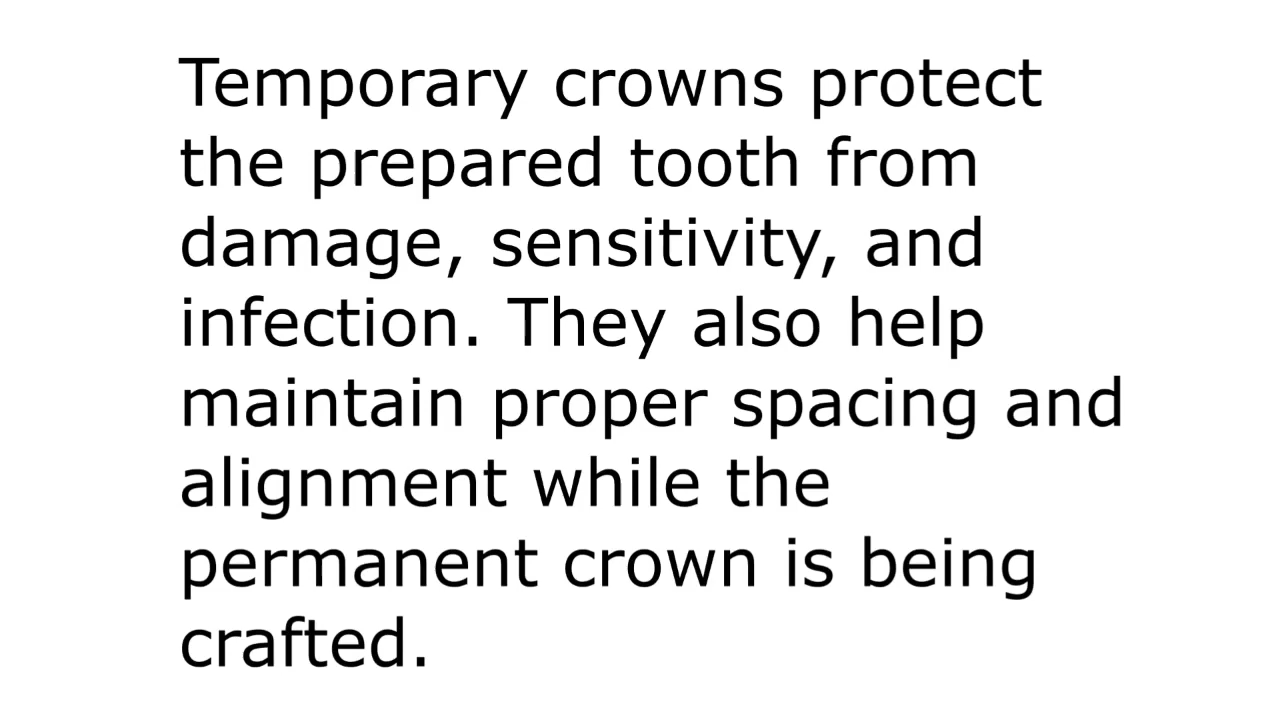 Temporary crowns protect
the prepared tooth from
damage, sensitivity, and
infection. They also help
maintain proper spacing and
alignment while the
permanent crown is being
crafted.